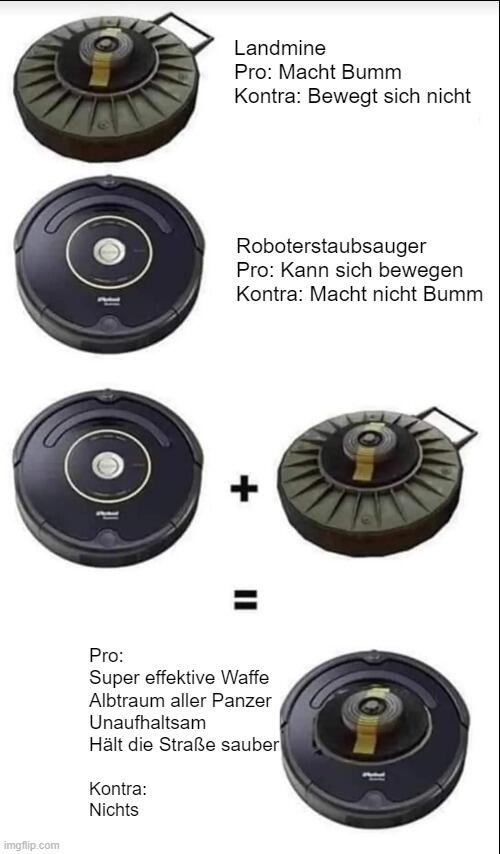 Landmine
Pro: Macht Bumm
Kontra: Bewegt sich nicht
Roboterstaubsauger
Pro: Kann sich bewegen
Kontra: Macht nicht Bumm
+
=
Pro:
Super effektive Waffe
Albtraum aller Panzer
Unaufhaltsam
Hält die Straße sauber
Kontra:
Nichts
imgflip.com